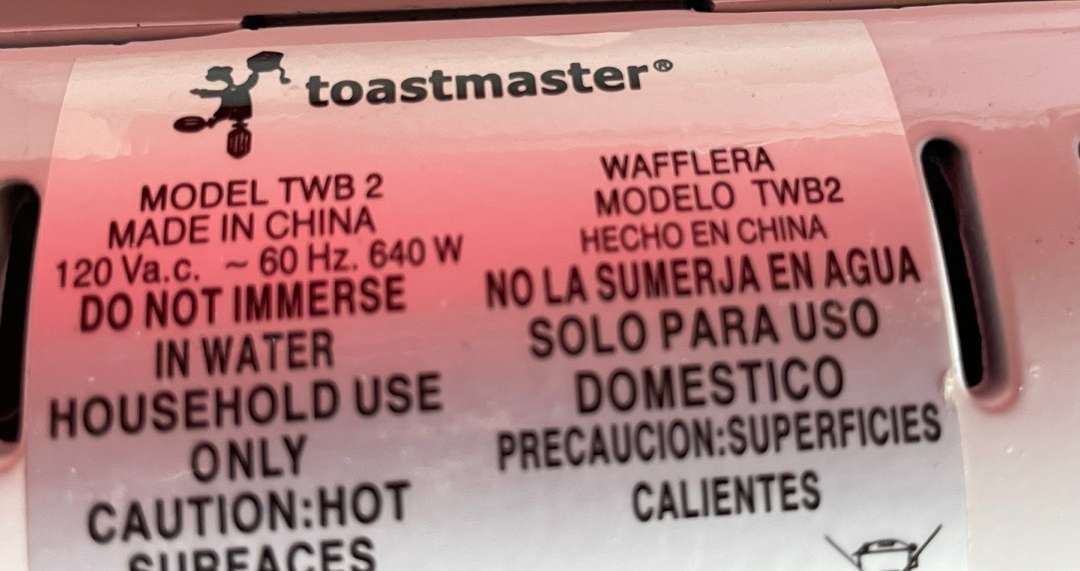 toastmaster®
MODEL TWB 2
MADE IN CHINA
120 Va.c. ~ 60 Hz. 640 W
DO NOT IMMERSE
IN WATER
HOUSEHOLD USE
ONLY
CAUTION:HOT
SURFACES
WAFFLERA
MODELO TWB2
HECHO EN CHINA
NO LA SUMERJA EN AGUA
SOLO PARA USO
DOMESTICO
PRECAUCION:SUPERFICIES
CALIENTES